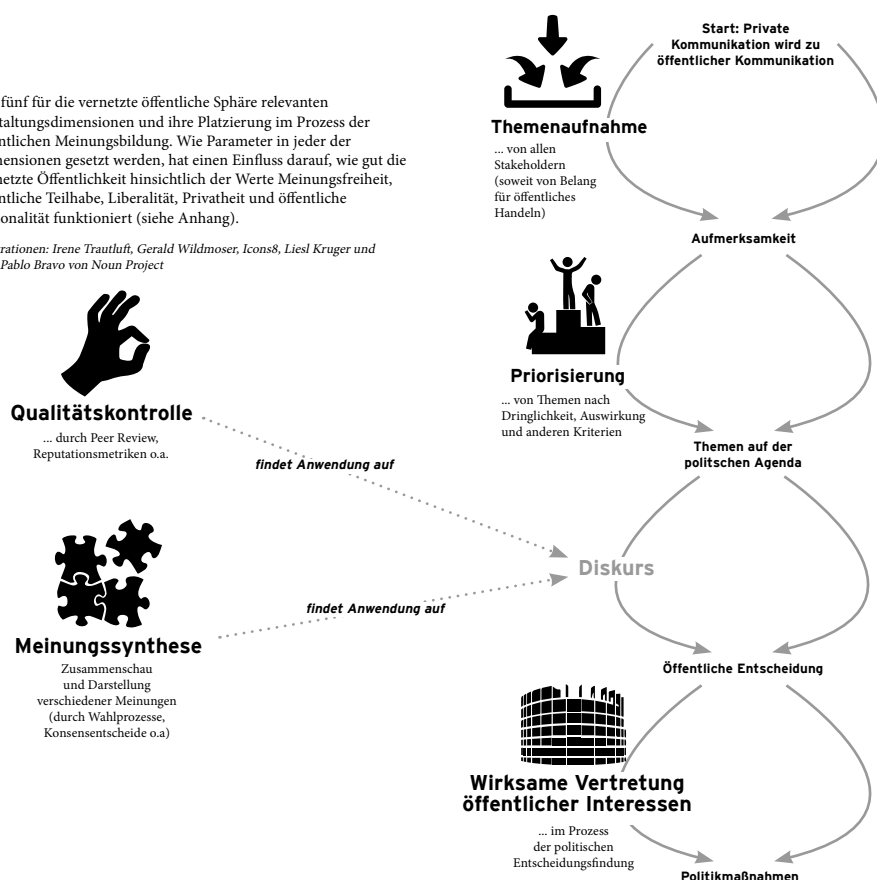 fünf für die vernetzte öffentliche Sphäre relevanten
taltungsdimensionen und ihre Platzierung im Prozess der
ntlichen Meinungsbildung. Wie Parameter in jeder der
nensionen gesetzt werden, hat einen Einfluss darauf, wie gut die
netzte Öffentlichkeit hinsichtlich der Werte Meinungsfreiheit,
ntliche Teilhabe, Liberalität, Privatheit und öffentliche
onalität funktioniert (siehe Anhang).
rationen: Irene Trautluft, Gerald Wildmoser, Icons8, Liesl Kruger und
Pablo Bravo von Noun Project
Start: Private
Kommunikation wird zu
öffentlicher Kommunikation
Themenaufnahme
... von allen
Stakeholdern
(soweit von Belang
für öffentliches
Handeln)
Aufmerksamkeit
Priorisierung
... von Themen nach
Dringlichkeit, Auswirkung
und anderen Kriterien
Qualitätskontrolle
... durch Peer Review,
Reputationsmetriken o.a.
findet Anwendung auf
Themen auf der
politschen Agenda
Diskurs
findet Anwendung auf
Meinungssynthese
Zusammenschau
und Darstellung
verschiedener Meinungen
(durch Wahlprozesse,
Konsensentscheide o.a)
Öffentliche Entscheidung
Wirksame Vertretung
öffentlicher Interessen
... im Prozess
der politischen
Entscheidungsfindung
Politikmaßnahmen